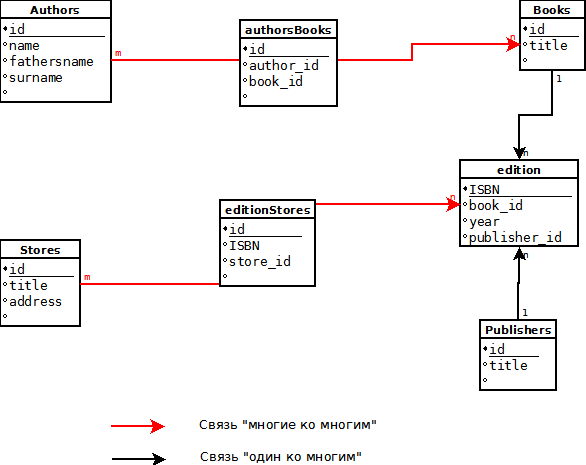 Authors
id
name
fathersname
surname
m
authorsBooks
id
author_id
book_id
n
Books
id
title
1
n
edition
ISBN
book_id
year
publisher_id
n
editionStores
id
ISBN
store_id
n
Stores
id
title
address
m
1
Publishers
id
title
Связь "многие ко многим"
Связь "один ко многим"